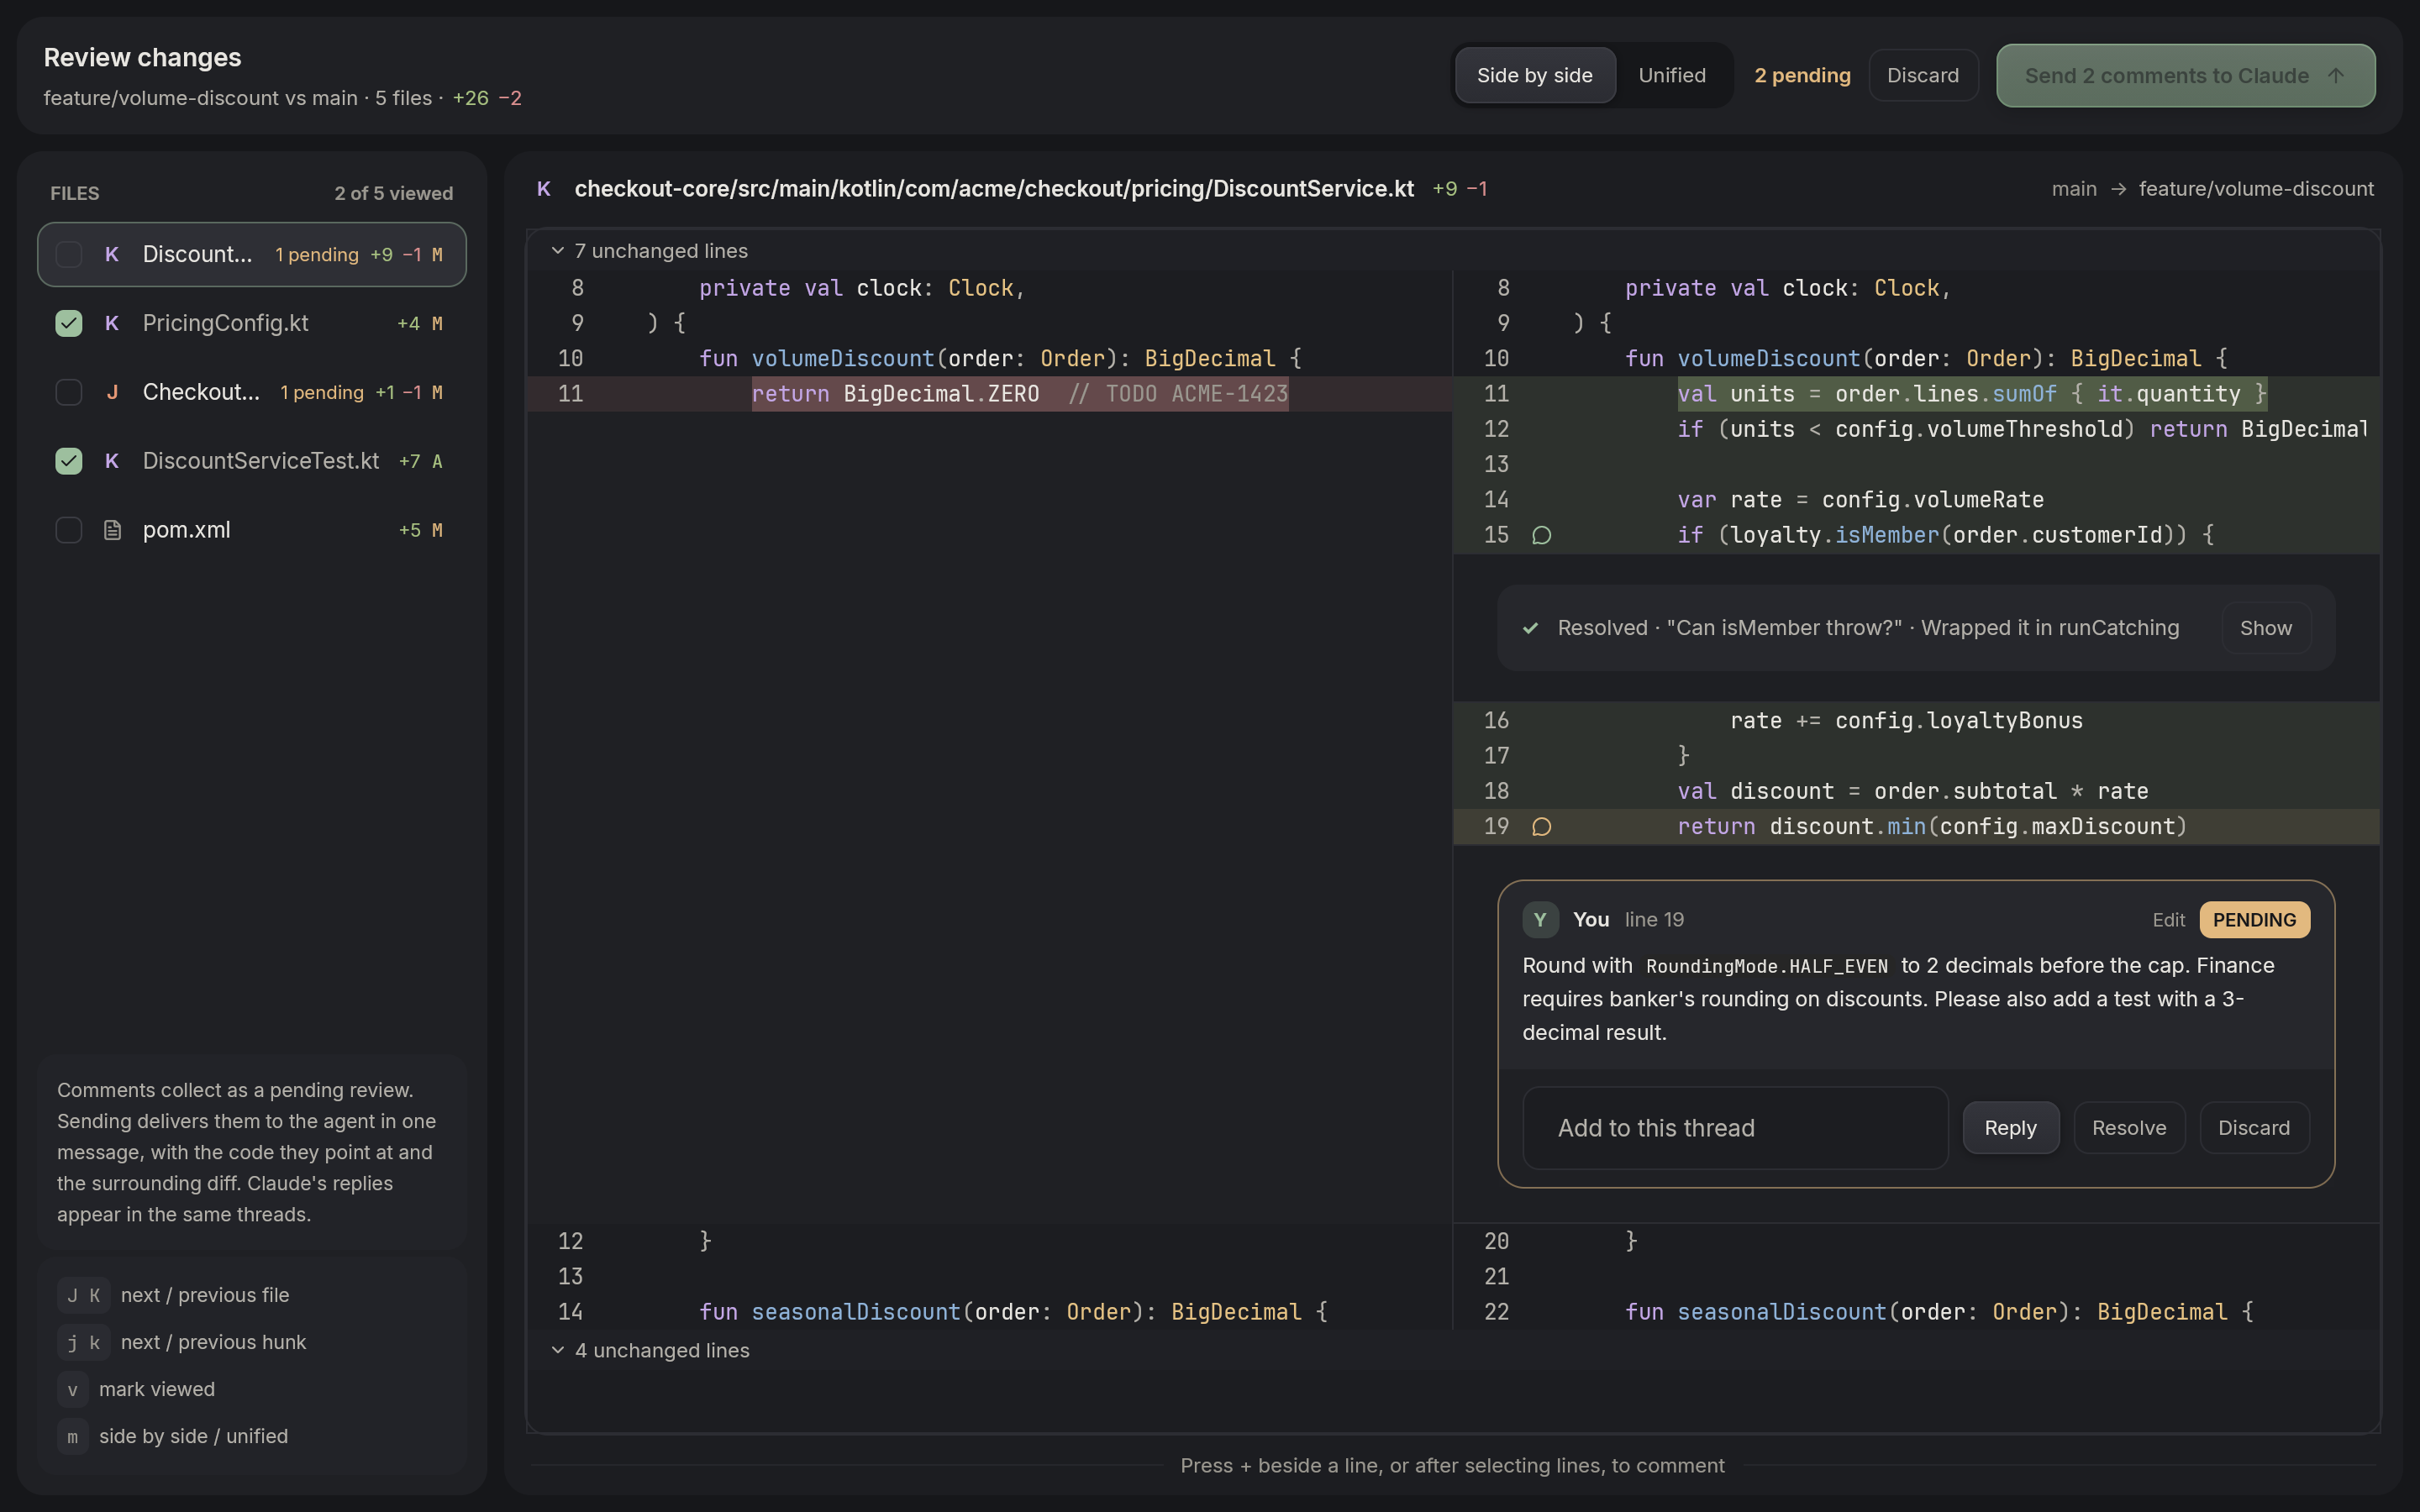 Review changes
feature/volume-discount vs main · 5 files · +26 −2
Side by side Unified 2 pending Discard Send 2 comments to Claude ↑
FILES 2 of 5 viewed
K Discount... 1 pending +9 −1 M
K PricingConfig.kt +4 M
J Checkout... 1 pending +1 −1 M
K DiscountServiceTest.kt +7 A
pom.xml +5 M
Comments collect as a pending review.
Sending delivers them to the agent in one
message, with the code they point at and
the surrounding diff. Claude's replies
appear in the same threads.
J K next / previous file
j k next / previous hunk
v mark viewed
m side by side / unified
K checkout-core/src/main/kotlin/com/acme/checkout/pricing/DiscountService.kt +9 −1 main → feature/volume-discount
7 unchanged lines
8 private val clock: Clock,
9 ) {
10 fun volumeDiscount(order: Order): BigDecimal {
11 return BigDecimal.ZERO // TODO ACME-1423
12 }
13
14 fun seasonalDiscount(order: Order): BigDecimal {
8 private val clock: Clock,
9 ) {
10 fun volumeDiscount(order: Order): BigDecimal {
11 val units = order.lines.sumOf { it.quantity }
12 if (units < config.volumeThreshold) return BigDecimal
13
14 var rate = config.volumeRate
15 if (loyalty.isMember(order.customerId)) {
Resolved · "Can isMember throw?" · Wrapped it in runCatching Show
16 rate += config.loyaltyBonus
17 }
18 val discount = order.subtotal * rate
19 return discount.min(config.maxDiscount)
Y You line 19 Edit PENDING
Round with RoundingMode.HALF_EVEN to 2 decimals before the cap. Finance
requires banker's rounding on discounts. Please also add a test with a 3-
decimal result.
Add to this thread Reply Resolve Discard
20 }
21
22 fun seasonalDiscount(order: Order): BigDecimal {
4 unchanged lines
Press + beside a line, or after selecting lines, to comment